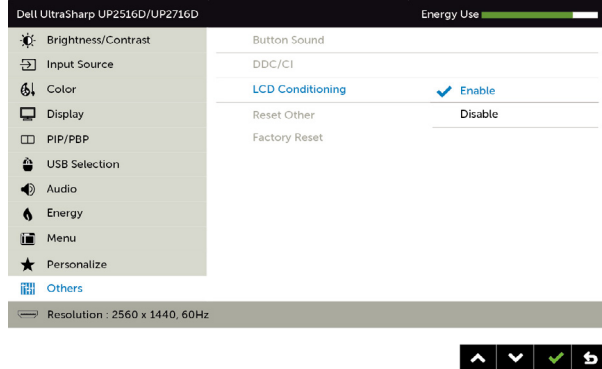 Dell UltraSharp UP2516D/UP2716D Energy Use
Brightness/Contrast Button Sound
Input Source DDC/CI
Color LCD Conditioning Enable
Display Reset Other Disable
PIP/PBP Factory Reset
USB Selection
Audio
Energy
Menu
Personalize
Others
Resolution : 2560 x 1440, 60Hz